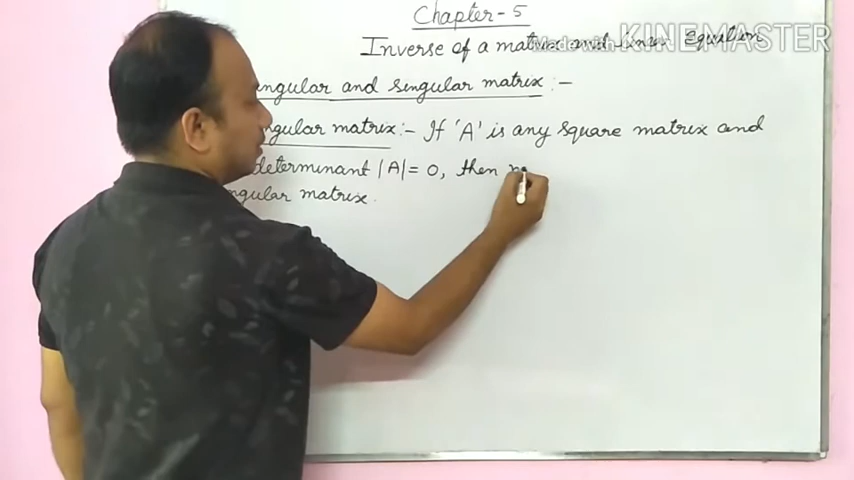 Chapter - 5
Inverse of a matrix and linear Equation
Made with KINEMASTER
ngular and singular matrix :-
ngular matrix :- If 'A' is any square matrix and
determinant |A| = 0, then
ngular matrix.